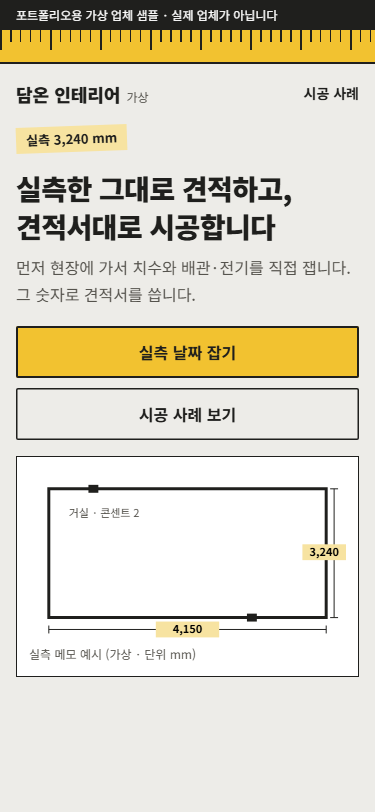 포트폴리오용 가상 업체 샘플 · 실제 업체가 아닙니다
담온 인테리어 가상
시공 사례
실측 3,240 mm
실측한 그대로 견적하고,
견적서대로 시공합니다
먼저 현장에 가서 치수와 배관·전기를 직접 잽니다.
그 숫자로 견적서를 씁니다.
실측 날짜 잡기
시공 사례 보기
거실 · 콘센트 2
3,240
4,150
실측 메모 예시 (가상 · 단위 mm)